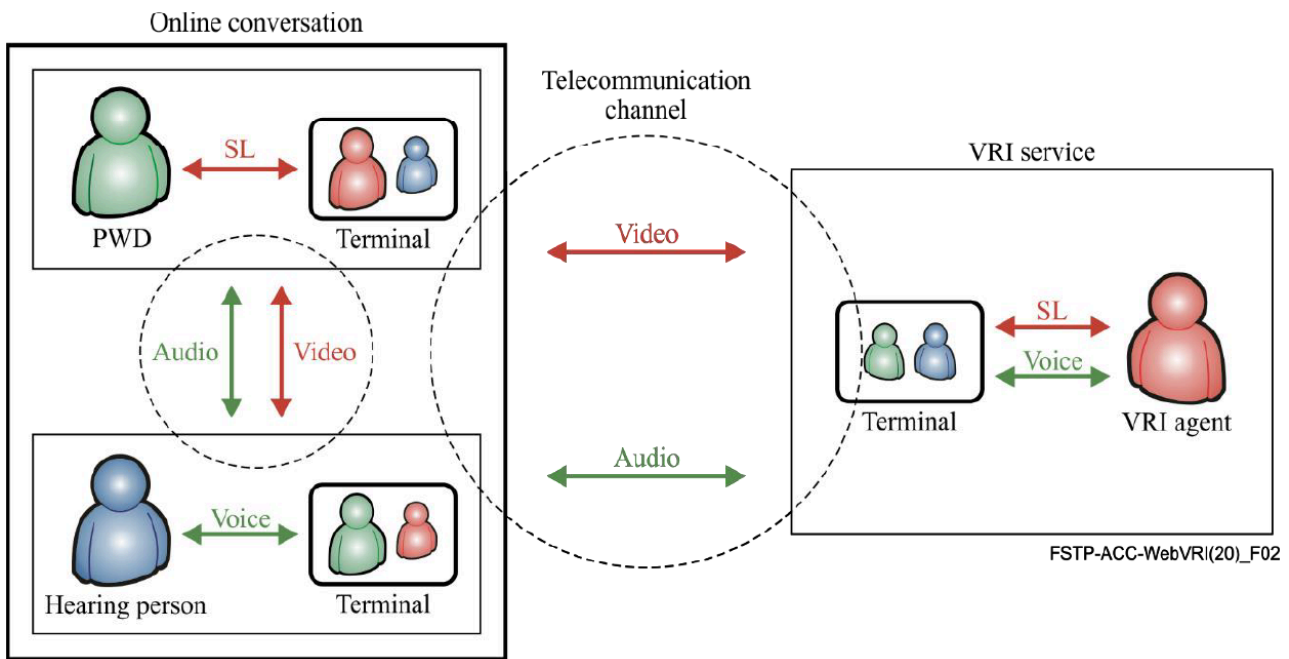 Online conversation
Telecommunication
channel
VRI service
SL
PWD
Terminal
Video
Audio
Video
SL
Voice
Terminal
VRI agent
Audio
Voice
Hearing person
Terminal
FSTP-ACC-WebVRI(20)_F02